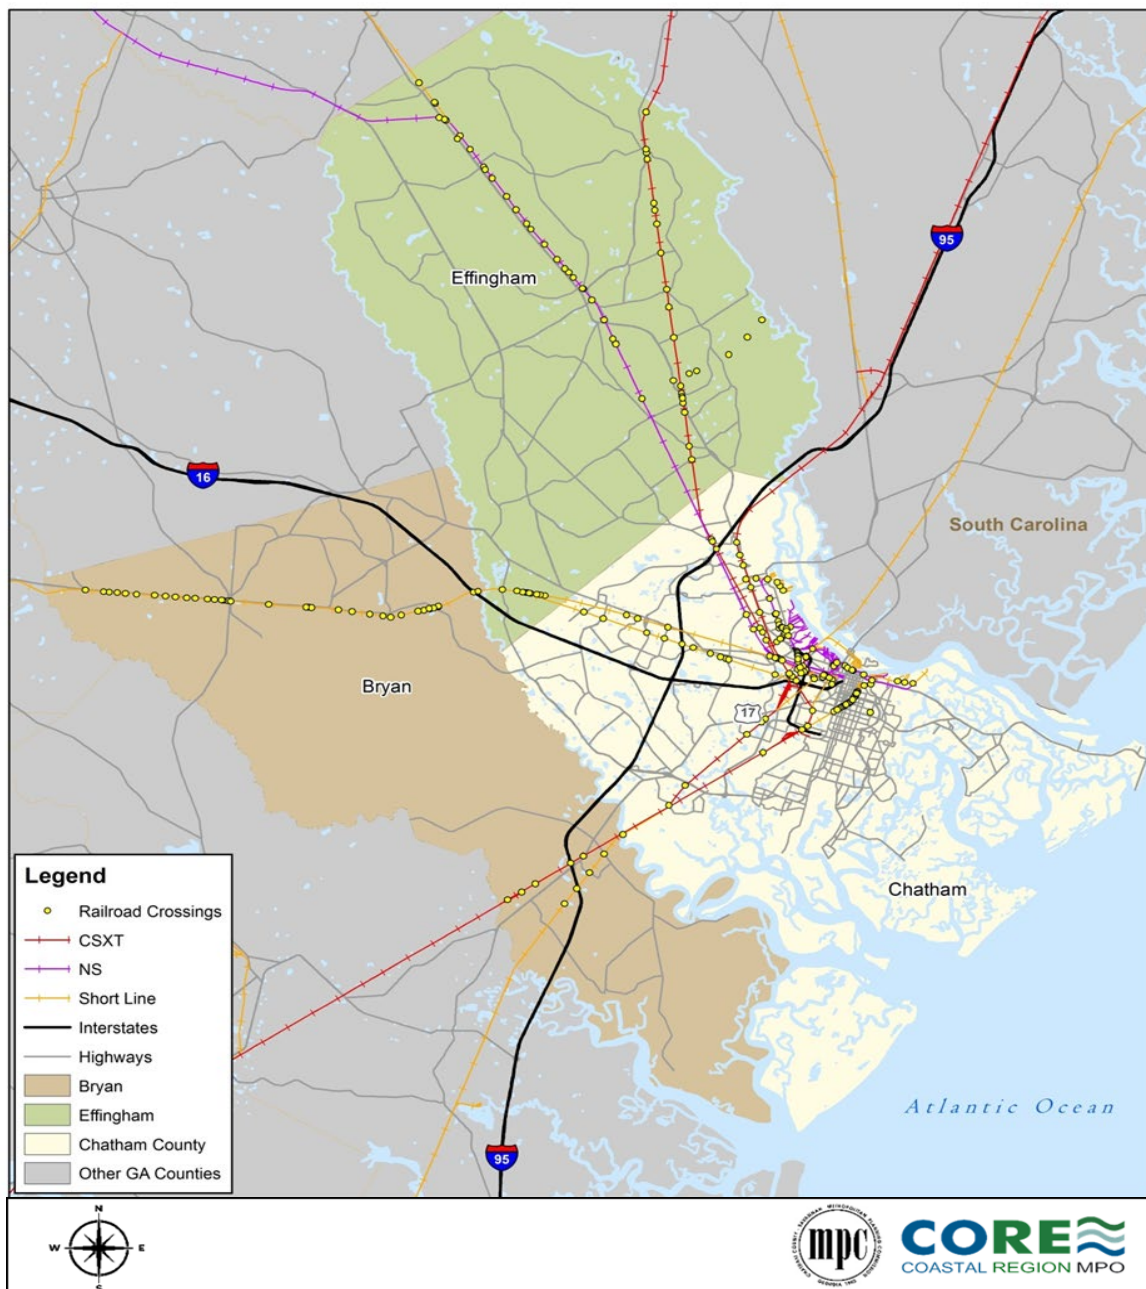 95
Effingham
16
South Carolina
Bryan
17
Chatham
Legend
Railroad Crossings
CSXT
NS
Short Line
Interstates
Highways
Bryan
Effingham
Chatham County
Other GA Counties
Atlantic Ocean
95
N
W E
S
mpc
CORE
COASTAL REGION MPO